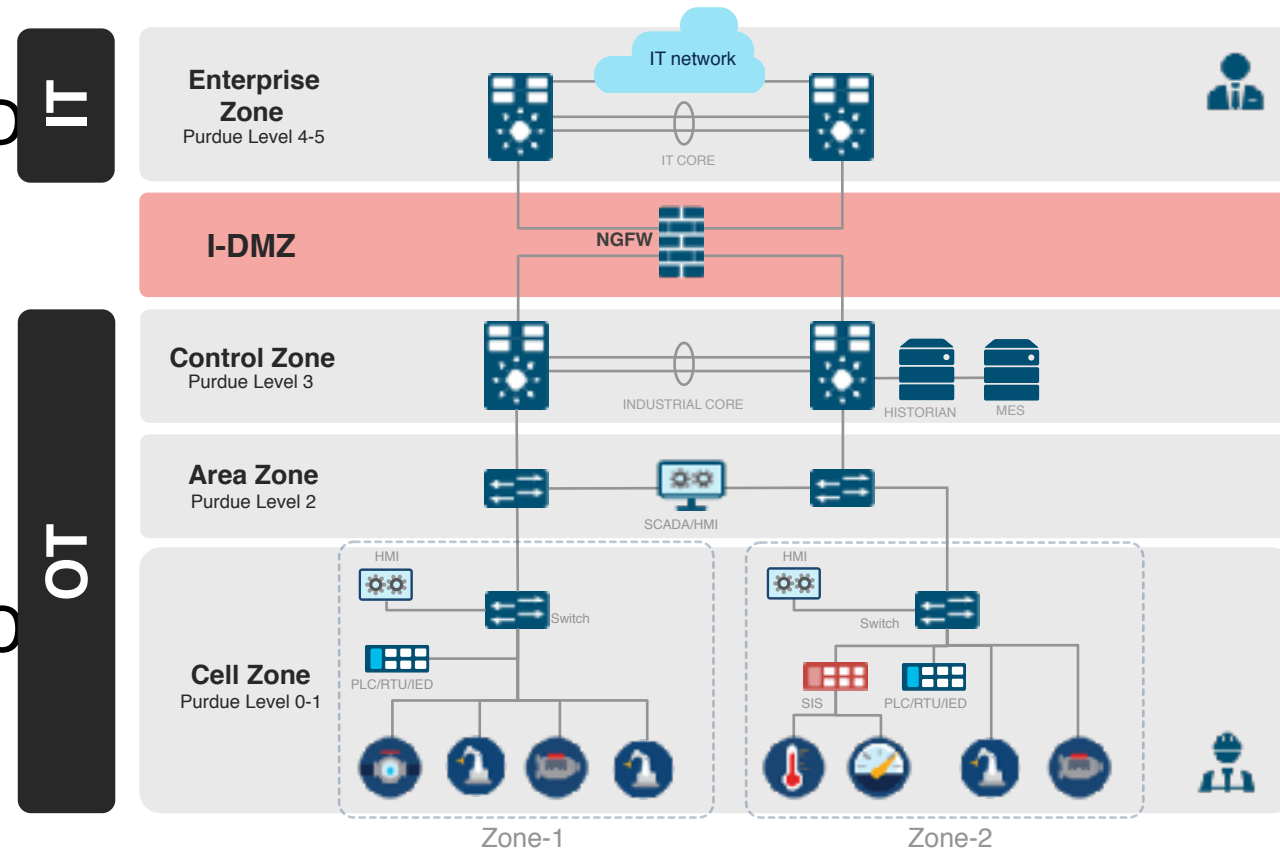 IT
Enterprise
Zone
Purdue Level 4-5
IT network
IT CORE
I-DMZ
NGFW
OT
Control Zone
Purdue Level 3
INDUSTRIAL CORE
HISTORIAN
MES
Area Zone
Purdue Level 2
SCADA/HMI
Cell Zone
Purdue Level 0-1
HMI
Switch
PLC/RTU/IED
Zone-1
HMI
Switch
SIS
PLC/RTU/IED
Zone-2